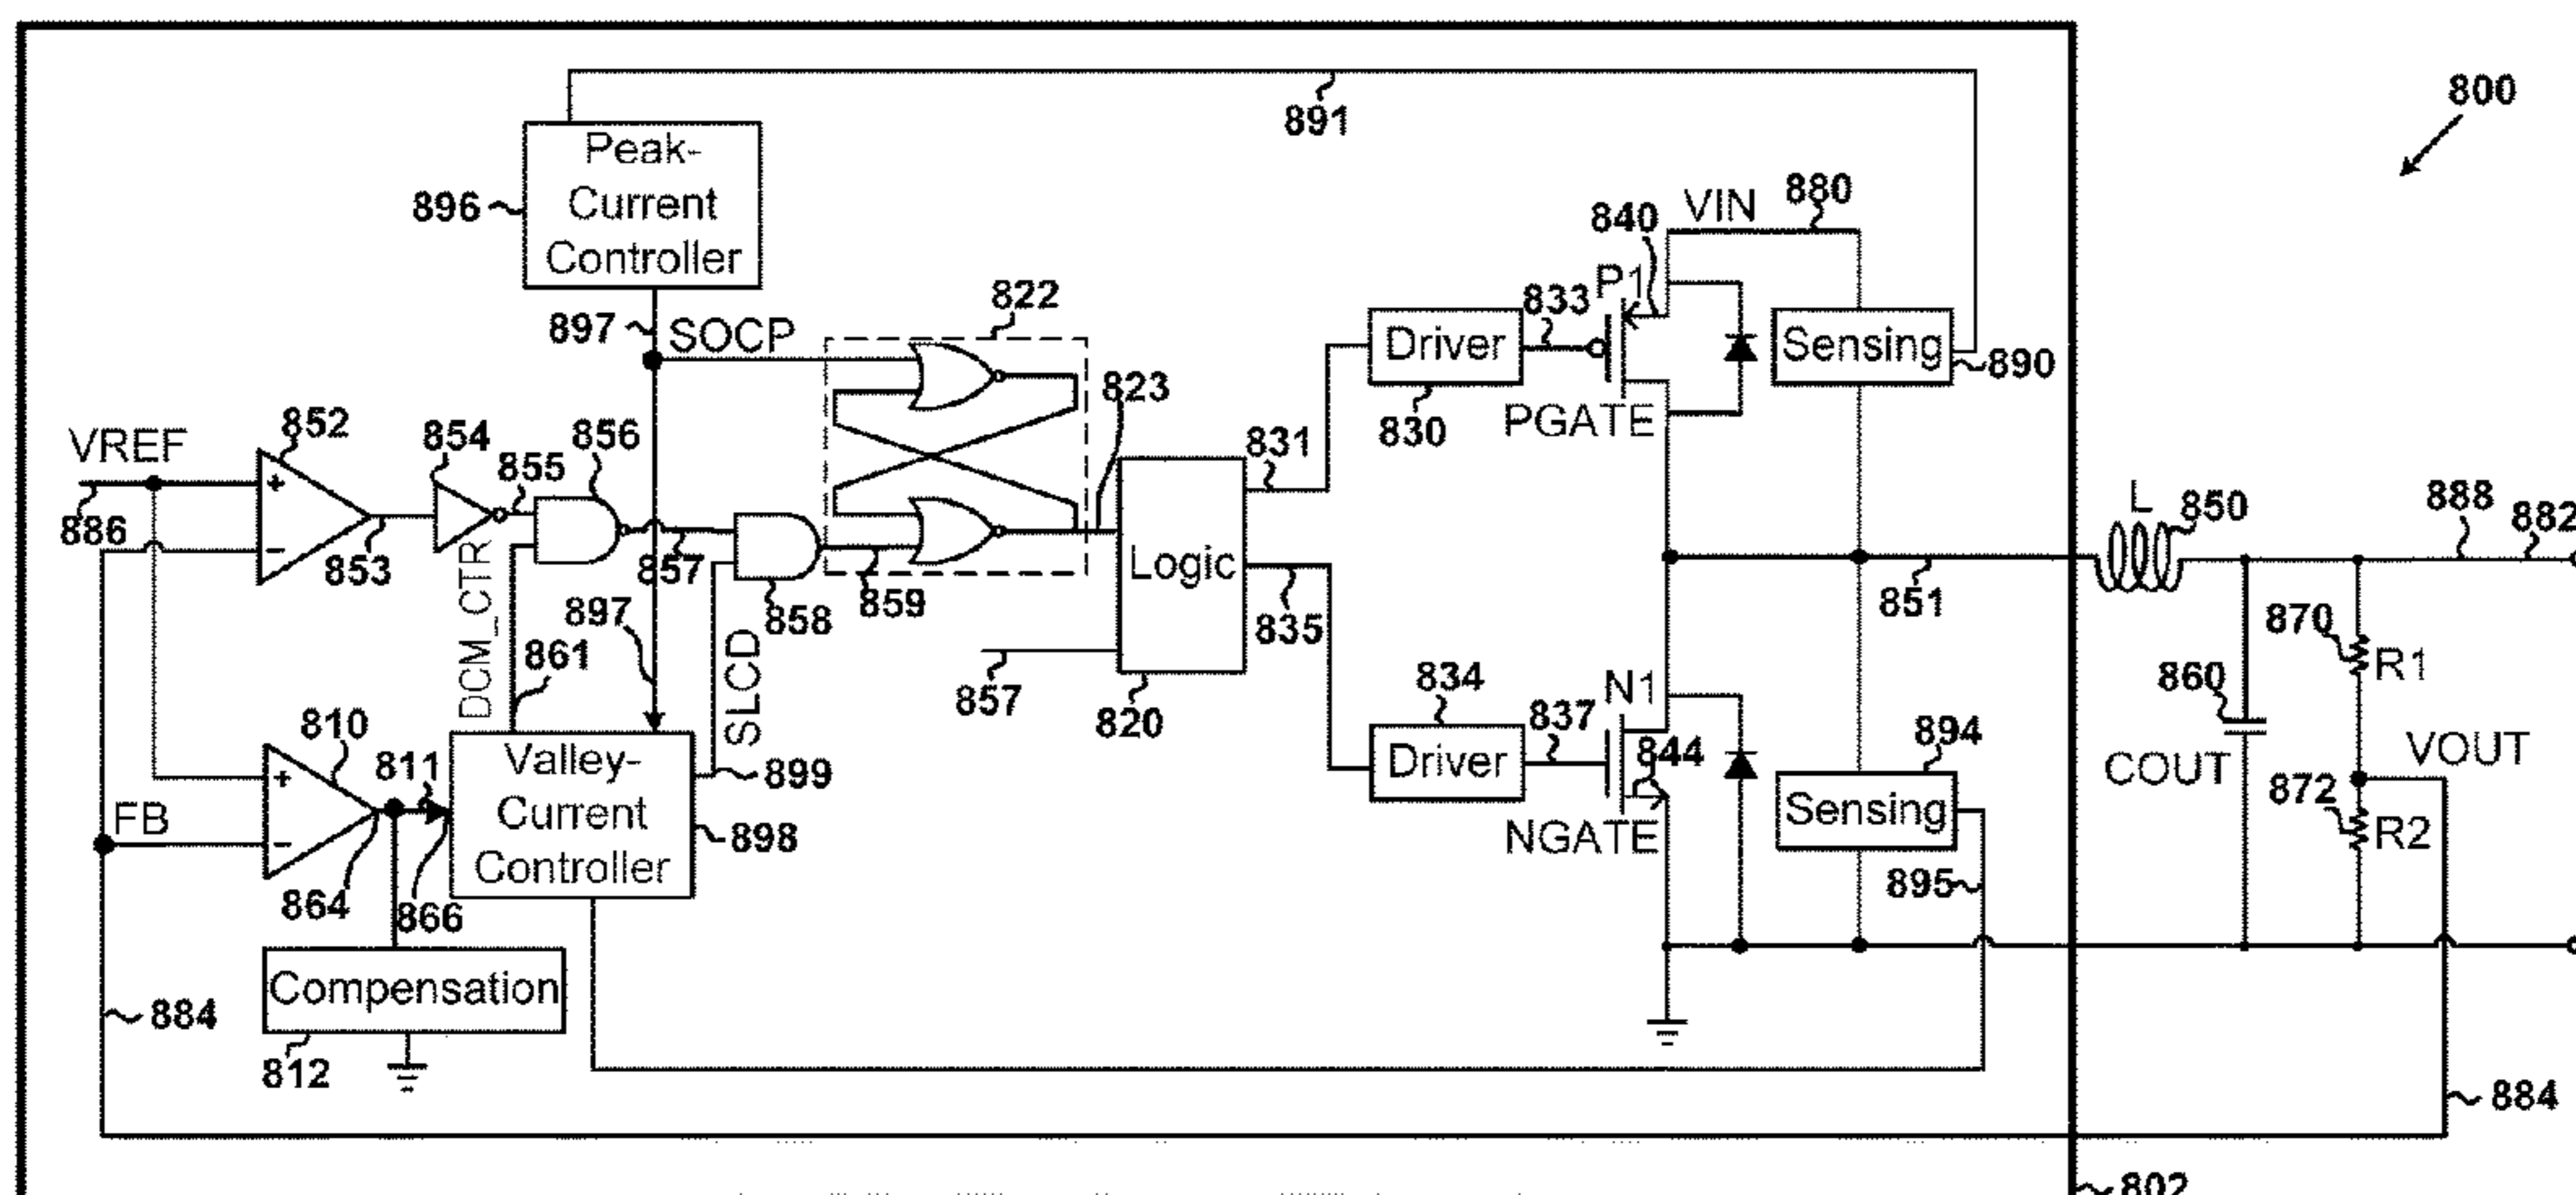 800
891
Peak-
Current
Controller
896
897
SOCP
822
823
VIN
880
840
P1
833
Driver
830
PGATE
Sensing
890
VREF
886
852
853
854
855
856
857
858
859
831
Logic
820
835
857
851
L
850
888
882
870
R1
860
COUT
VOUT
872
R2
DCM_CTR
861
897
SLCD
899
FB
810
811
864
866
Valley-
Current
Controller
898
834
Driver
837
N1
844
NGATE
894
Sensing
895
Compensation
812
884
884
802